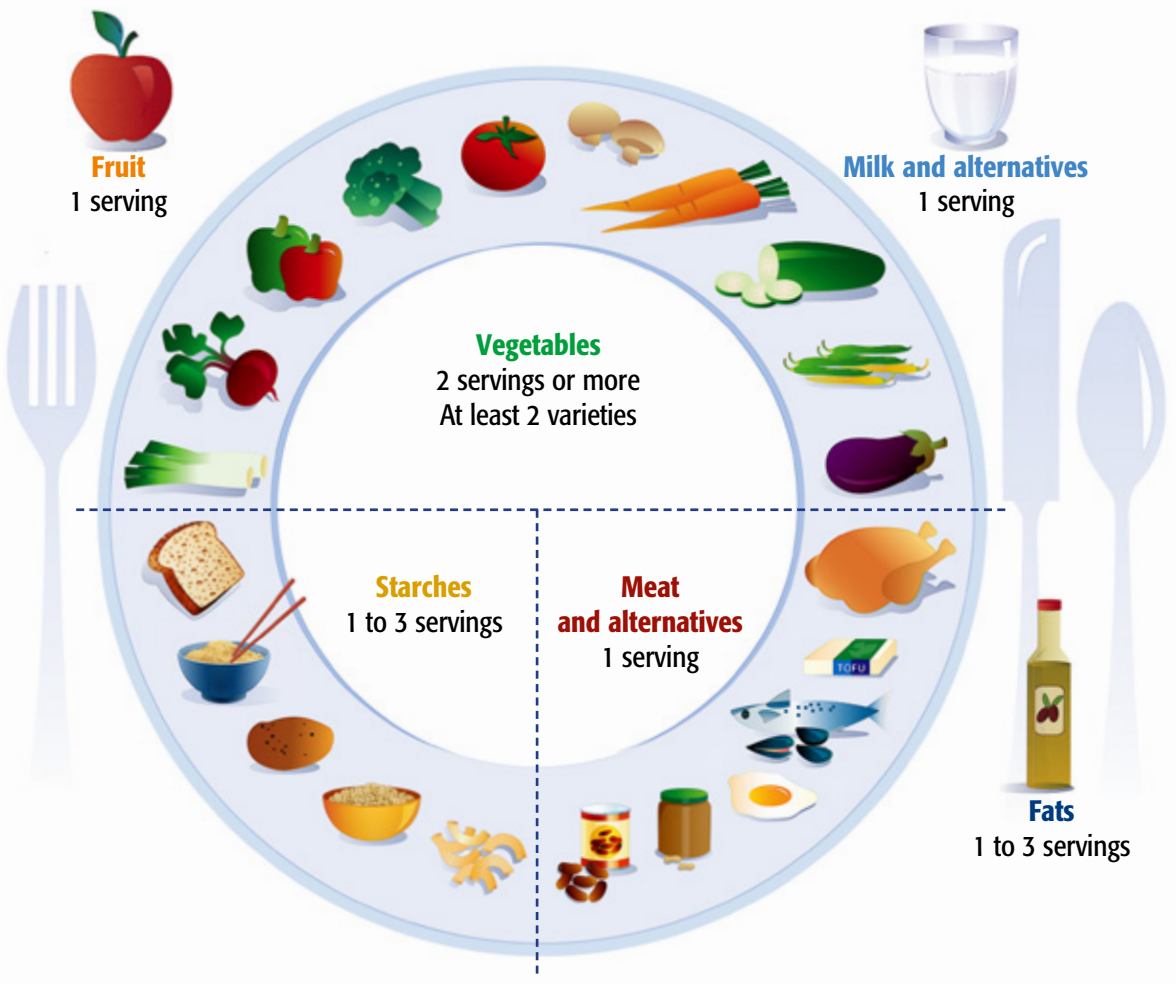 Fruit
1 serving
Milk and alternatives
1 serving
Vegetables
2 servings or more
At least 2 varieties
Starches
1 to 3 servings
Meat
and alternatives
1 serving
TOFU
Fats
1 to 3 servings